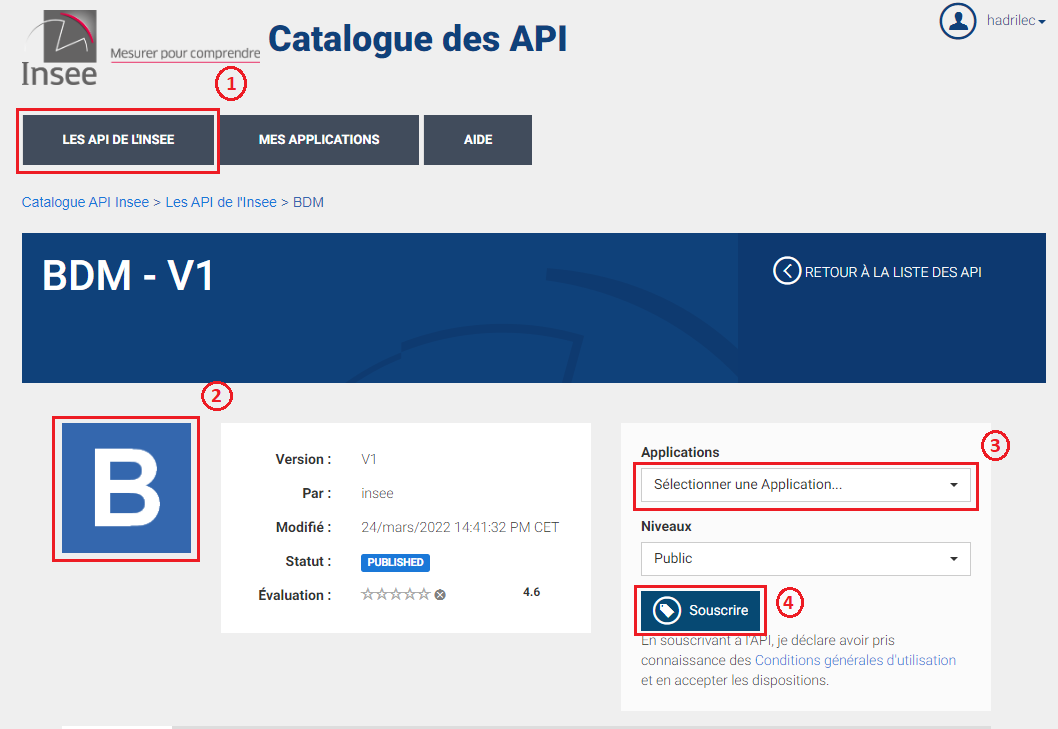 Insee
Mesurer pour comprendre
Catalogue des API
hadrilec
1
LES API DE L'INSEE
MES APPLICATIONS
AIDE
Catalogue API Insee > Les API de l'Insee > BDM
BDM - V1
RETOUR À LA LISTE DES API
2
B
Version : V1
Par : insee
Modifié : 24/mars/2022 14:41:32 PM CET
Statut : PUBLISHED
Évaluation : 4.6
Applications
3
Sélectionner une Application...
Niveaux
Public
Souscrire
4
En souscrivant à l'API, je déclare avoir pris
connaissance des Conditions générales d'utilisation
et en accepter les dispositions.